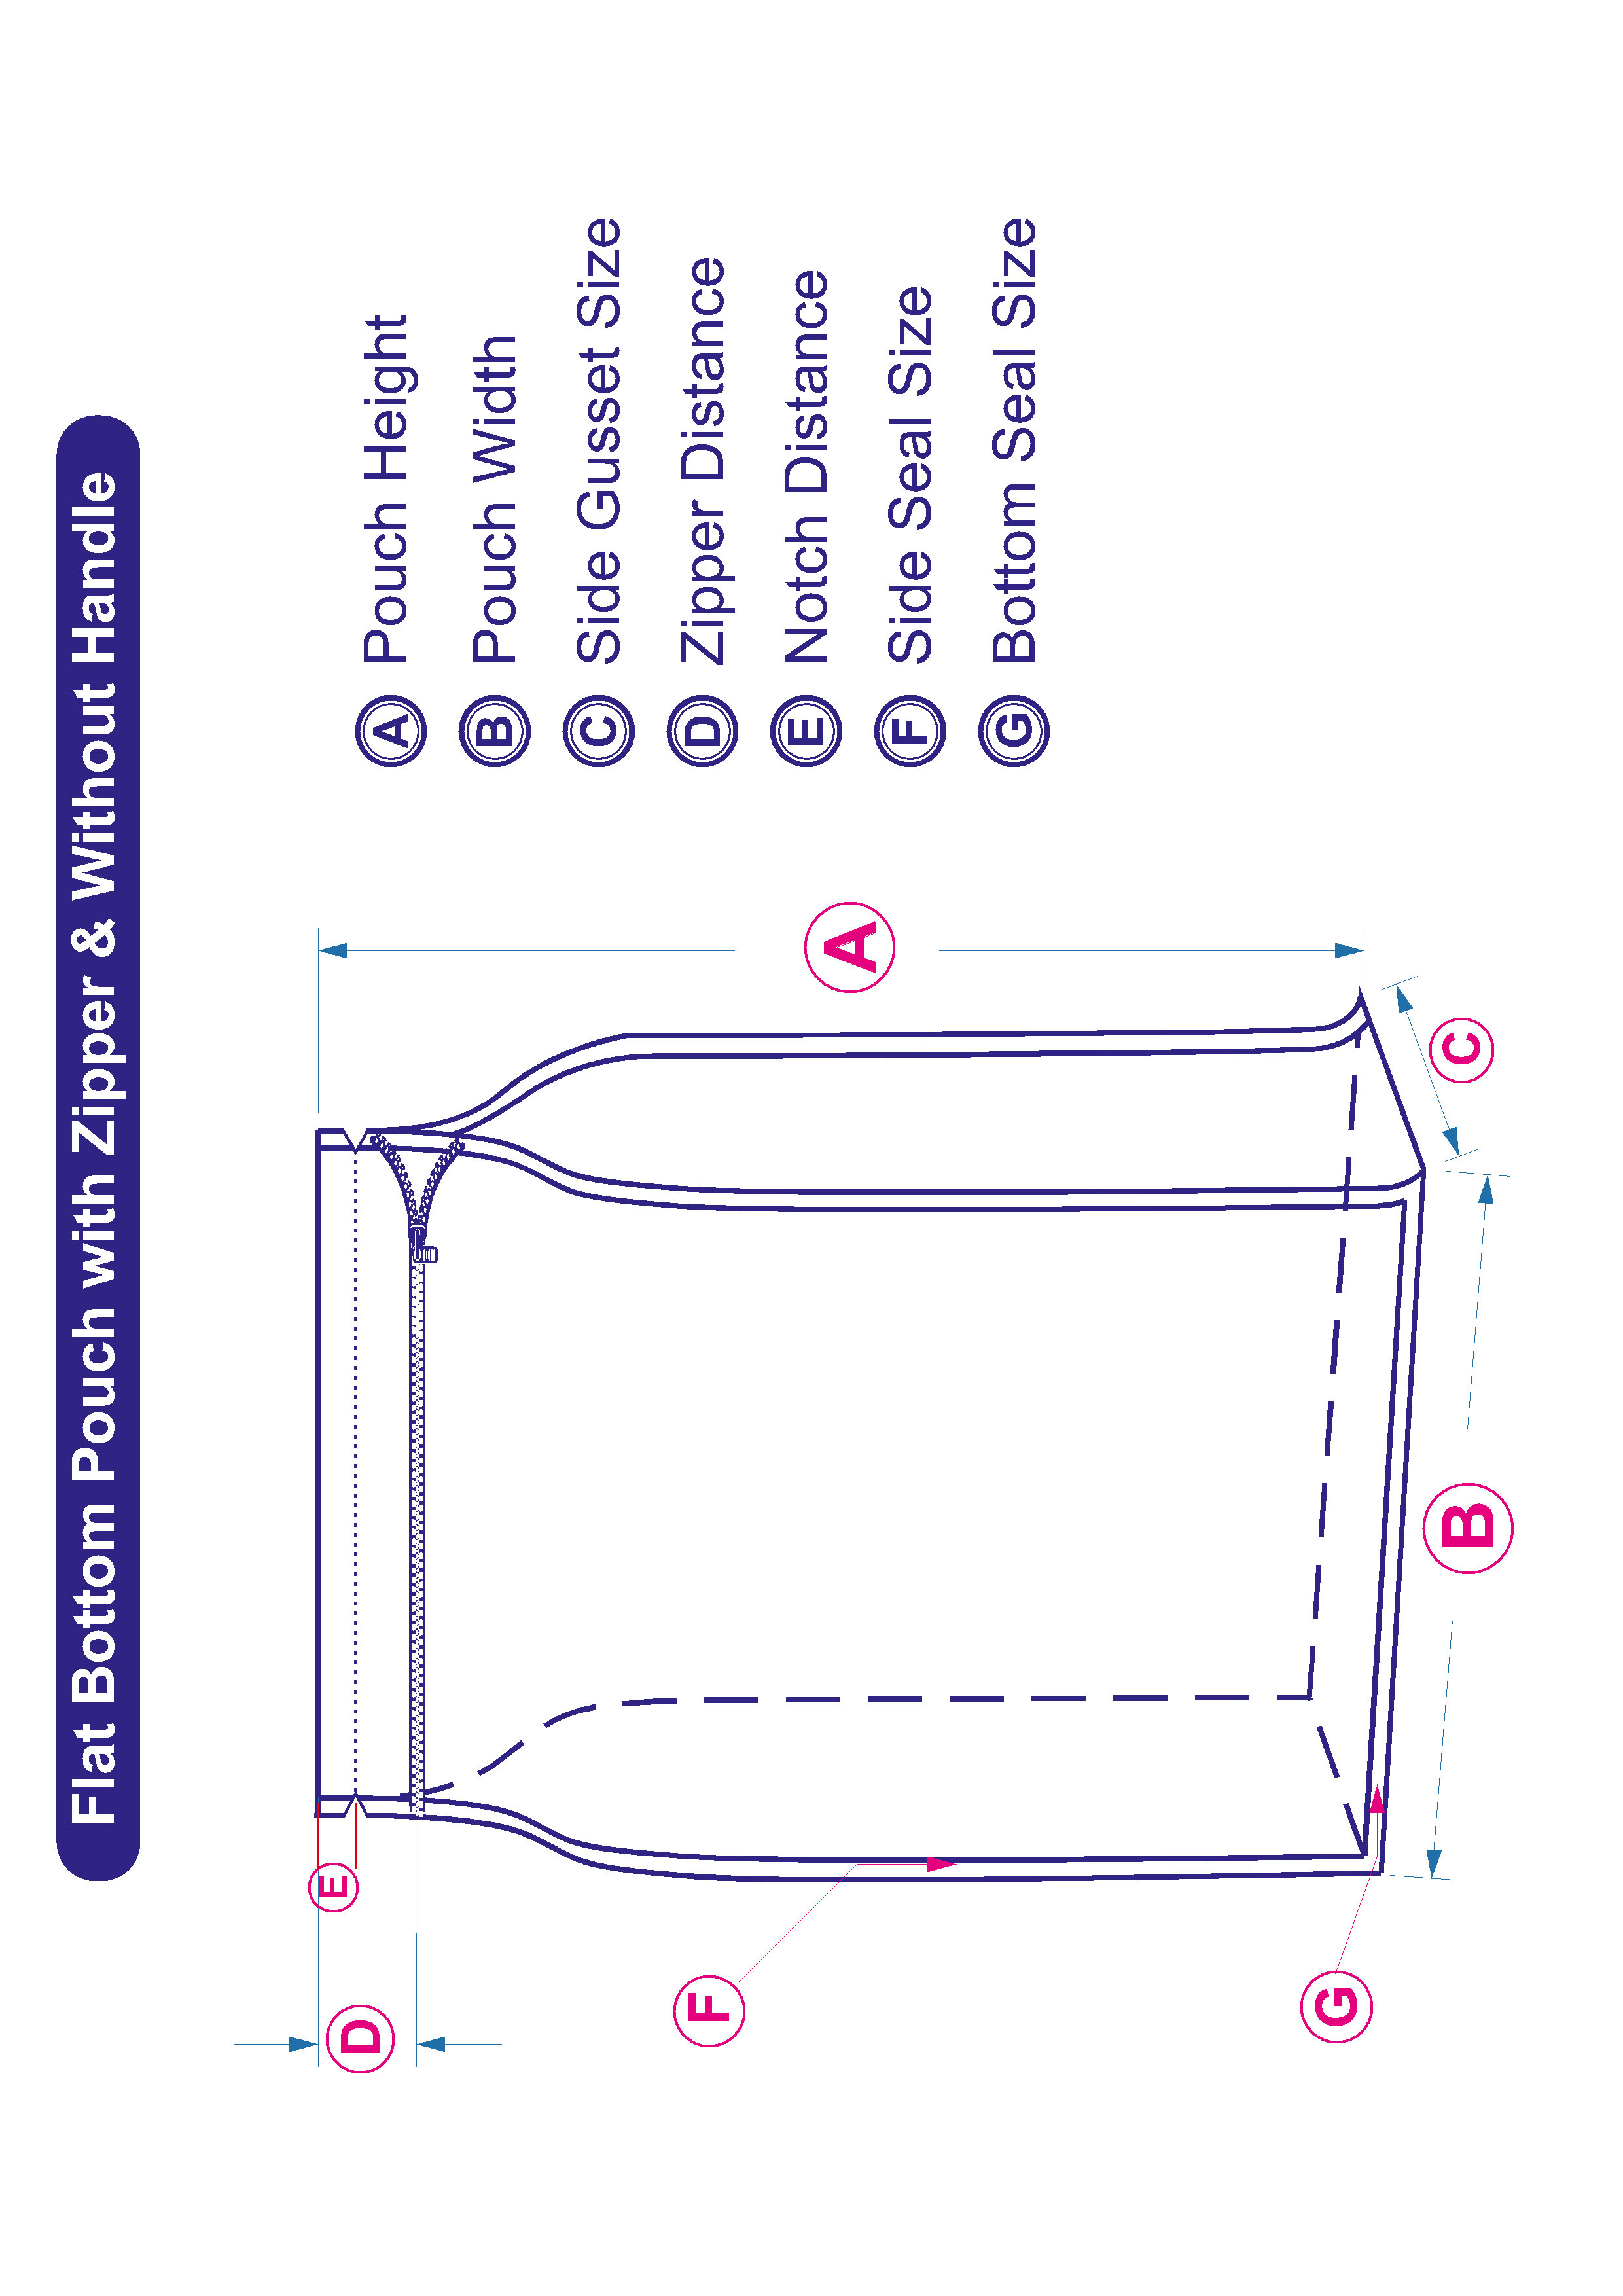 Flat Bottom Pouch with Zipper & Without Handle
D
E
F
G
A
B
C
A Pouch Height
B Pouch Width
C Side Gusset Size
D Zipper Distance
E Notch Distance
F Side Seal Size
G Bottom Seal Size